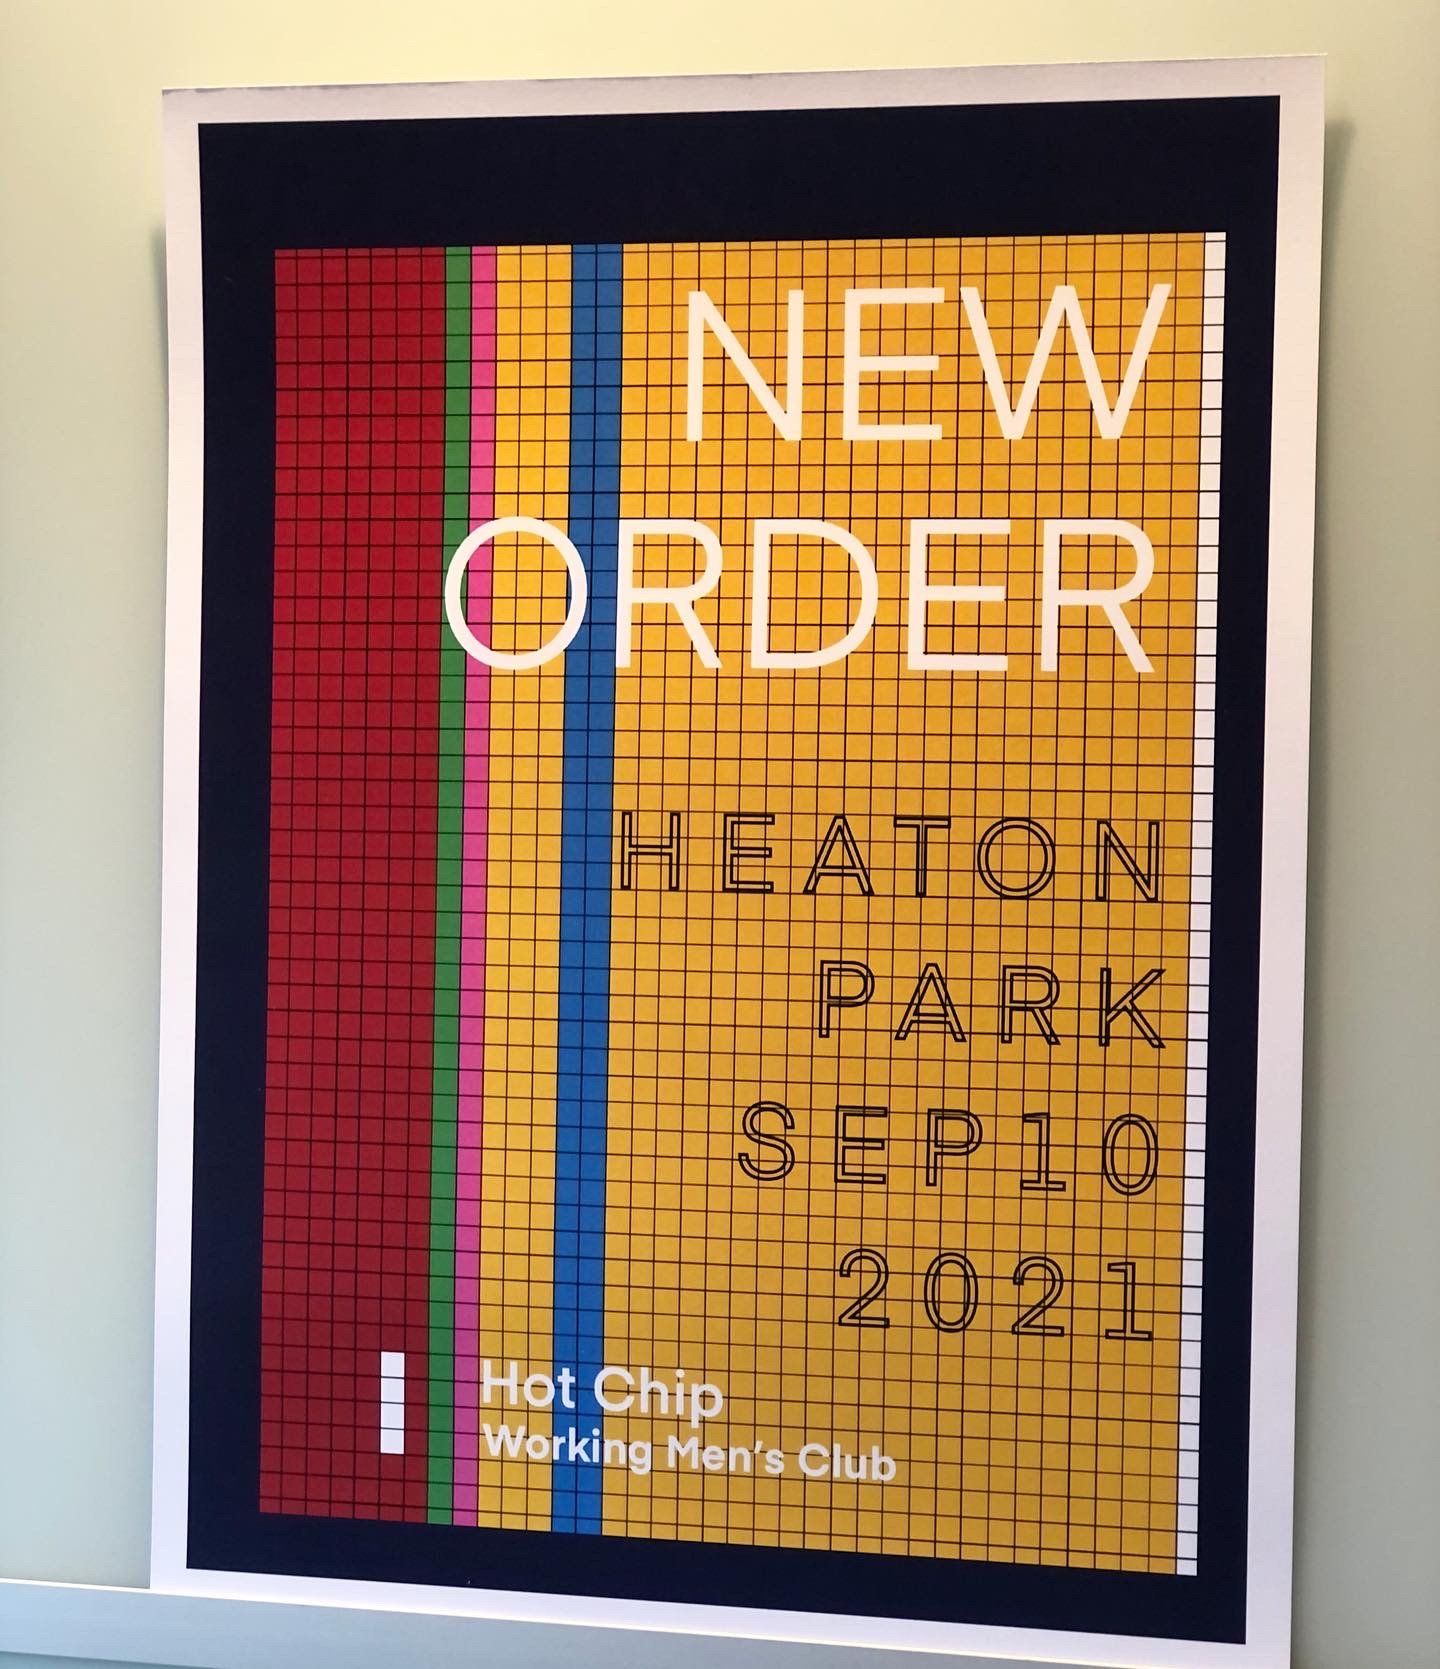 NEW
ORDER
HEATON
PARK
SEP10
2021
Hot Chip
Working Men's Club